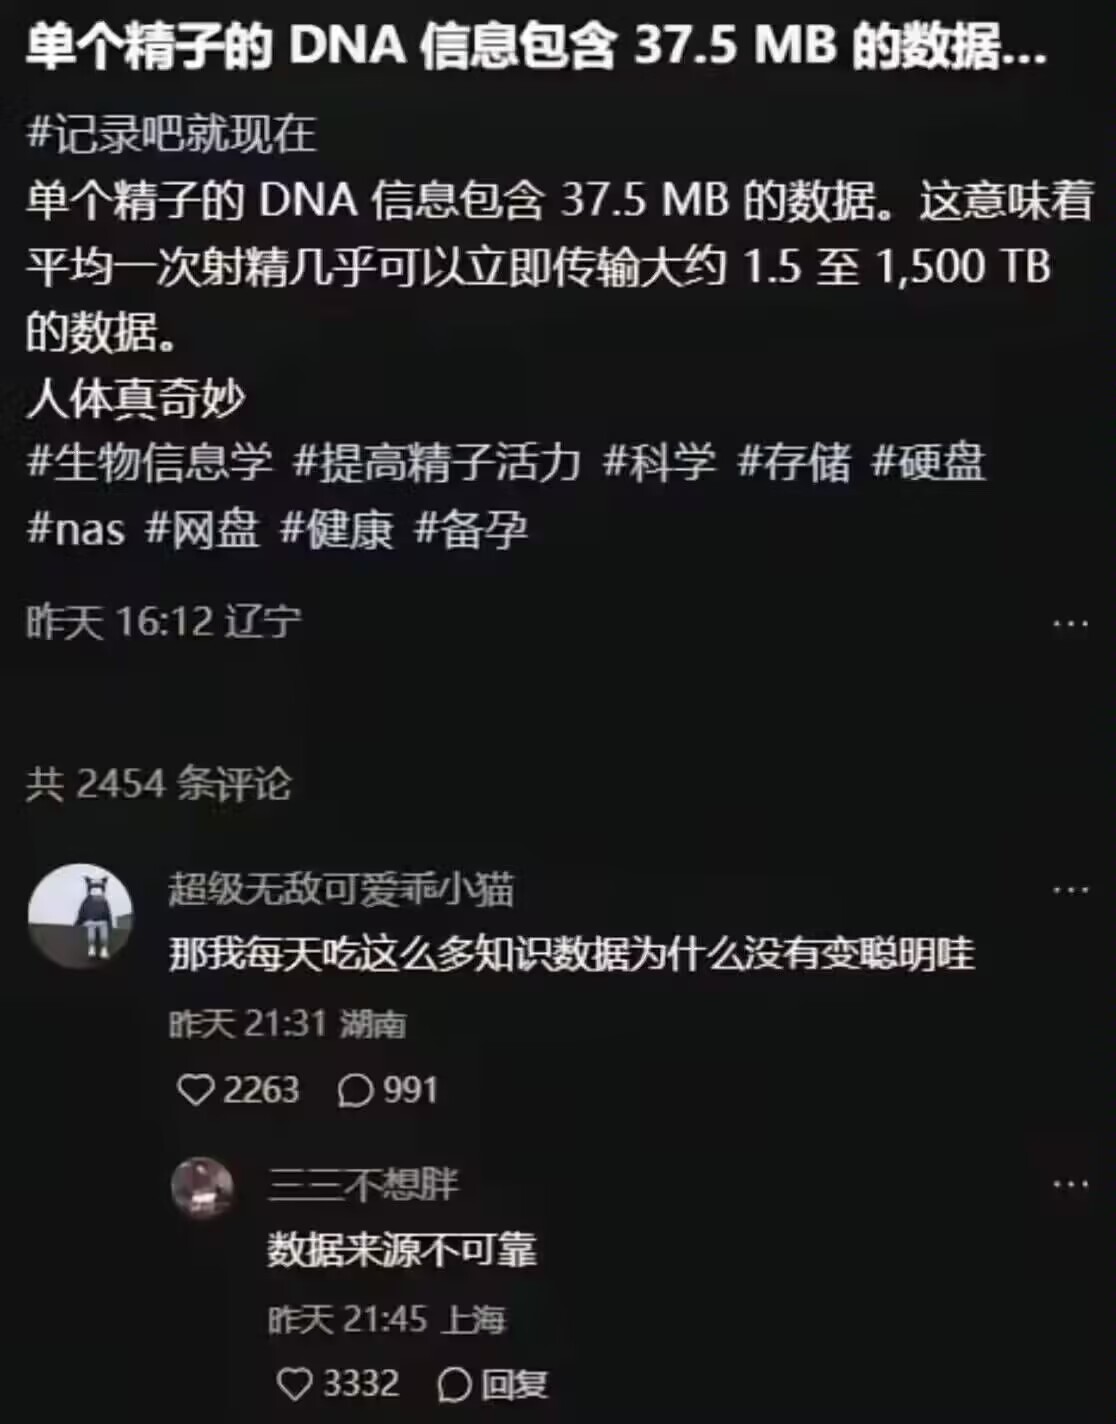 单个精子的 DNA 信息包含 37.5 MB 的数据...
#记录吧就现在
单个精子的 DNA 信息包含 37.5 MB 的数据。这意味着
平均一次射精几乎可以立即传输大约 1.5 至 1,500 TB
的数据。
人体真奇妙
#生物信息学 #提高精子活力 #科学 #存储 #硬盘
#nas #网盘 #健康 #备孕
昨天 16:12 辽宁
共 2454 条评论
超级无敌可爱乖小猫
那我每天吃这么多知识数据为什么没有变聪明哇
昨天 21:31 湖南
2263 991
三三不想胖
数据来源不可靠
昨天 21:45 上海
3332 回复